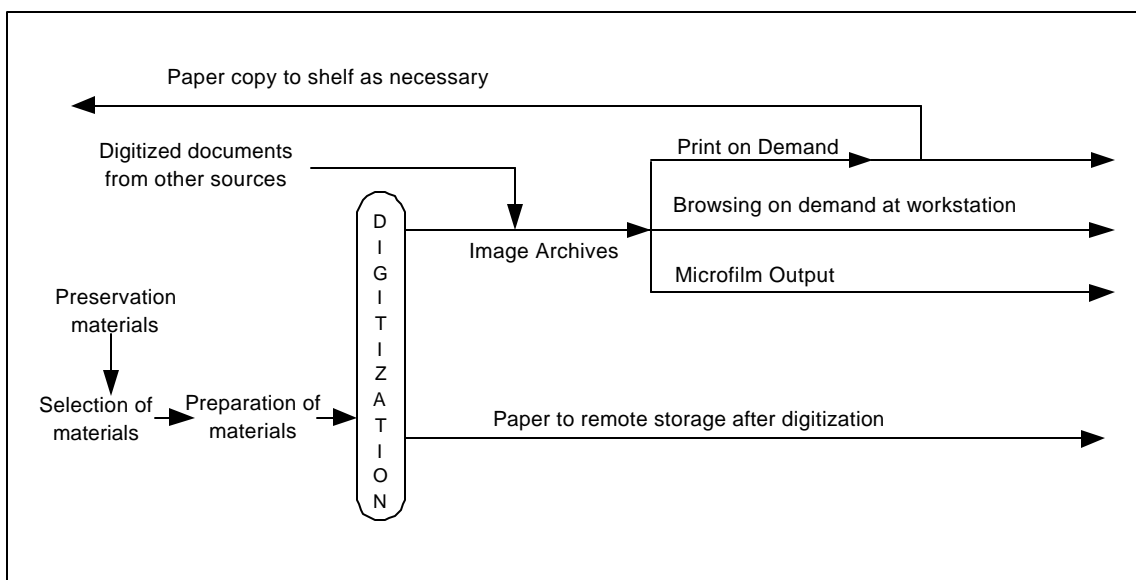 Paper copy to shelf as necessary
Digitized documents
from other sources
Print on Demand
Browsing on demand at workstation
Image Archives
Microfilm Output
Preservation
materials
Selection of
materials
Preparation of
materials
D
I
G
I
T
I
Z
A
T
I
O
N
Paper to remote storage after digitization